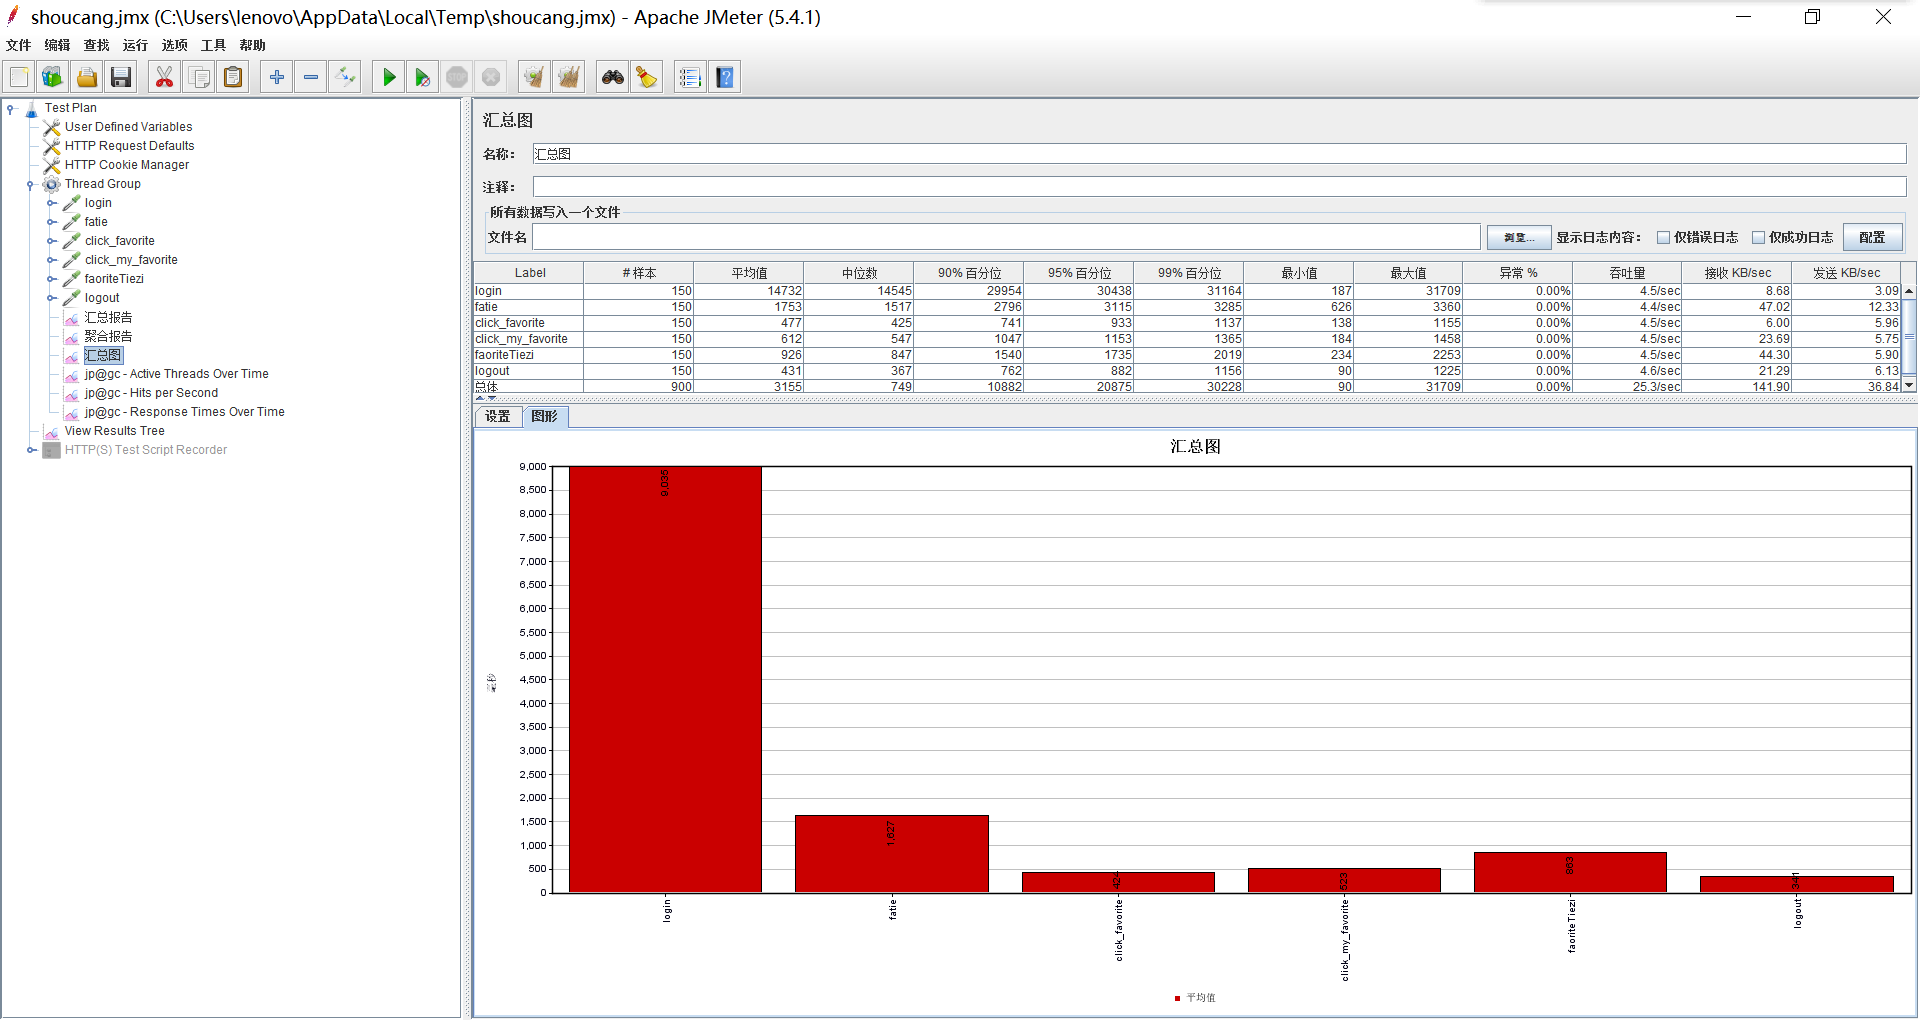 shoucang.jmx (C:\Users\lenovo\AppData\Local\Temp\shoucang.jmx) - Apache JMeter (5.4.1)
文件 编辑 查找 运行 选项 工具 帮助
STOP
Test Plan
User Defined Variables
HTTP Request Defaults
HTTP Cookie Manager
Thread Group
login
fatie
click_favorite
click_my_favorite
faoriteTiezi
logout
汇总报告
聚合报告
汇总图
jp@gc - Active Threads Over Time
jp@gc - Hits per Second
jp@gc - Response Times Over Time
View Results Tree
HTTP(S) Test Script Recorder
汇总图
名称： 汇总图
注释：
所有数据写入一个文件
文件名 浏览... 显示日志内容： 仅错误日志 仅成功日志 配置
Label # 样本 平均值 中位数 90% 百分位 95% 百分位 99% 百分位 最小值 最大值 异常 % 吞吐量 接收 KB/sec 发送 KB/sec
login 150 14732 14545 29954 30438 31164 187 31709 0.00% 4.5/sec 8.68 3.09
fatie 150 1753 1517 2796 3115 3285 626 3360 0.00% 4.4/sec 47.02 12.33
click_favorite 150 477 425 741 933 1137 138 1155 0.00% 4.5/sec 6.00 5.96
click_my_favorite 150 612 547 1047 1153 1365 184 1458 0.00% 4.5/sec 23.69 5.75
faoriteTiezi 150 926 847 1540 1735 2019 234 2253 0.00% 4.5/sec 44.30 5.90
logout 150 431 367 762 882 1156 90 1225 0.00% 4.6/sec 21.29 6.13
总体 900 3155 749 10882 20875 30228 90 31709 0.00% 25.3/sec 141.90 36.84
设置 图形
汇总图
9,000
8,500
8,000
7,500
7,000
6,500
6,000
5,500
5,000
4,500
4,000
3,500
3,000
2,500
2,000
1,500
1,000
500
0
毫秒
1,627
424
523
863
341
login
fatie
click_favorite
click_my_favorite
faoriteTiezi
logout
平均值